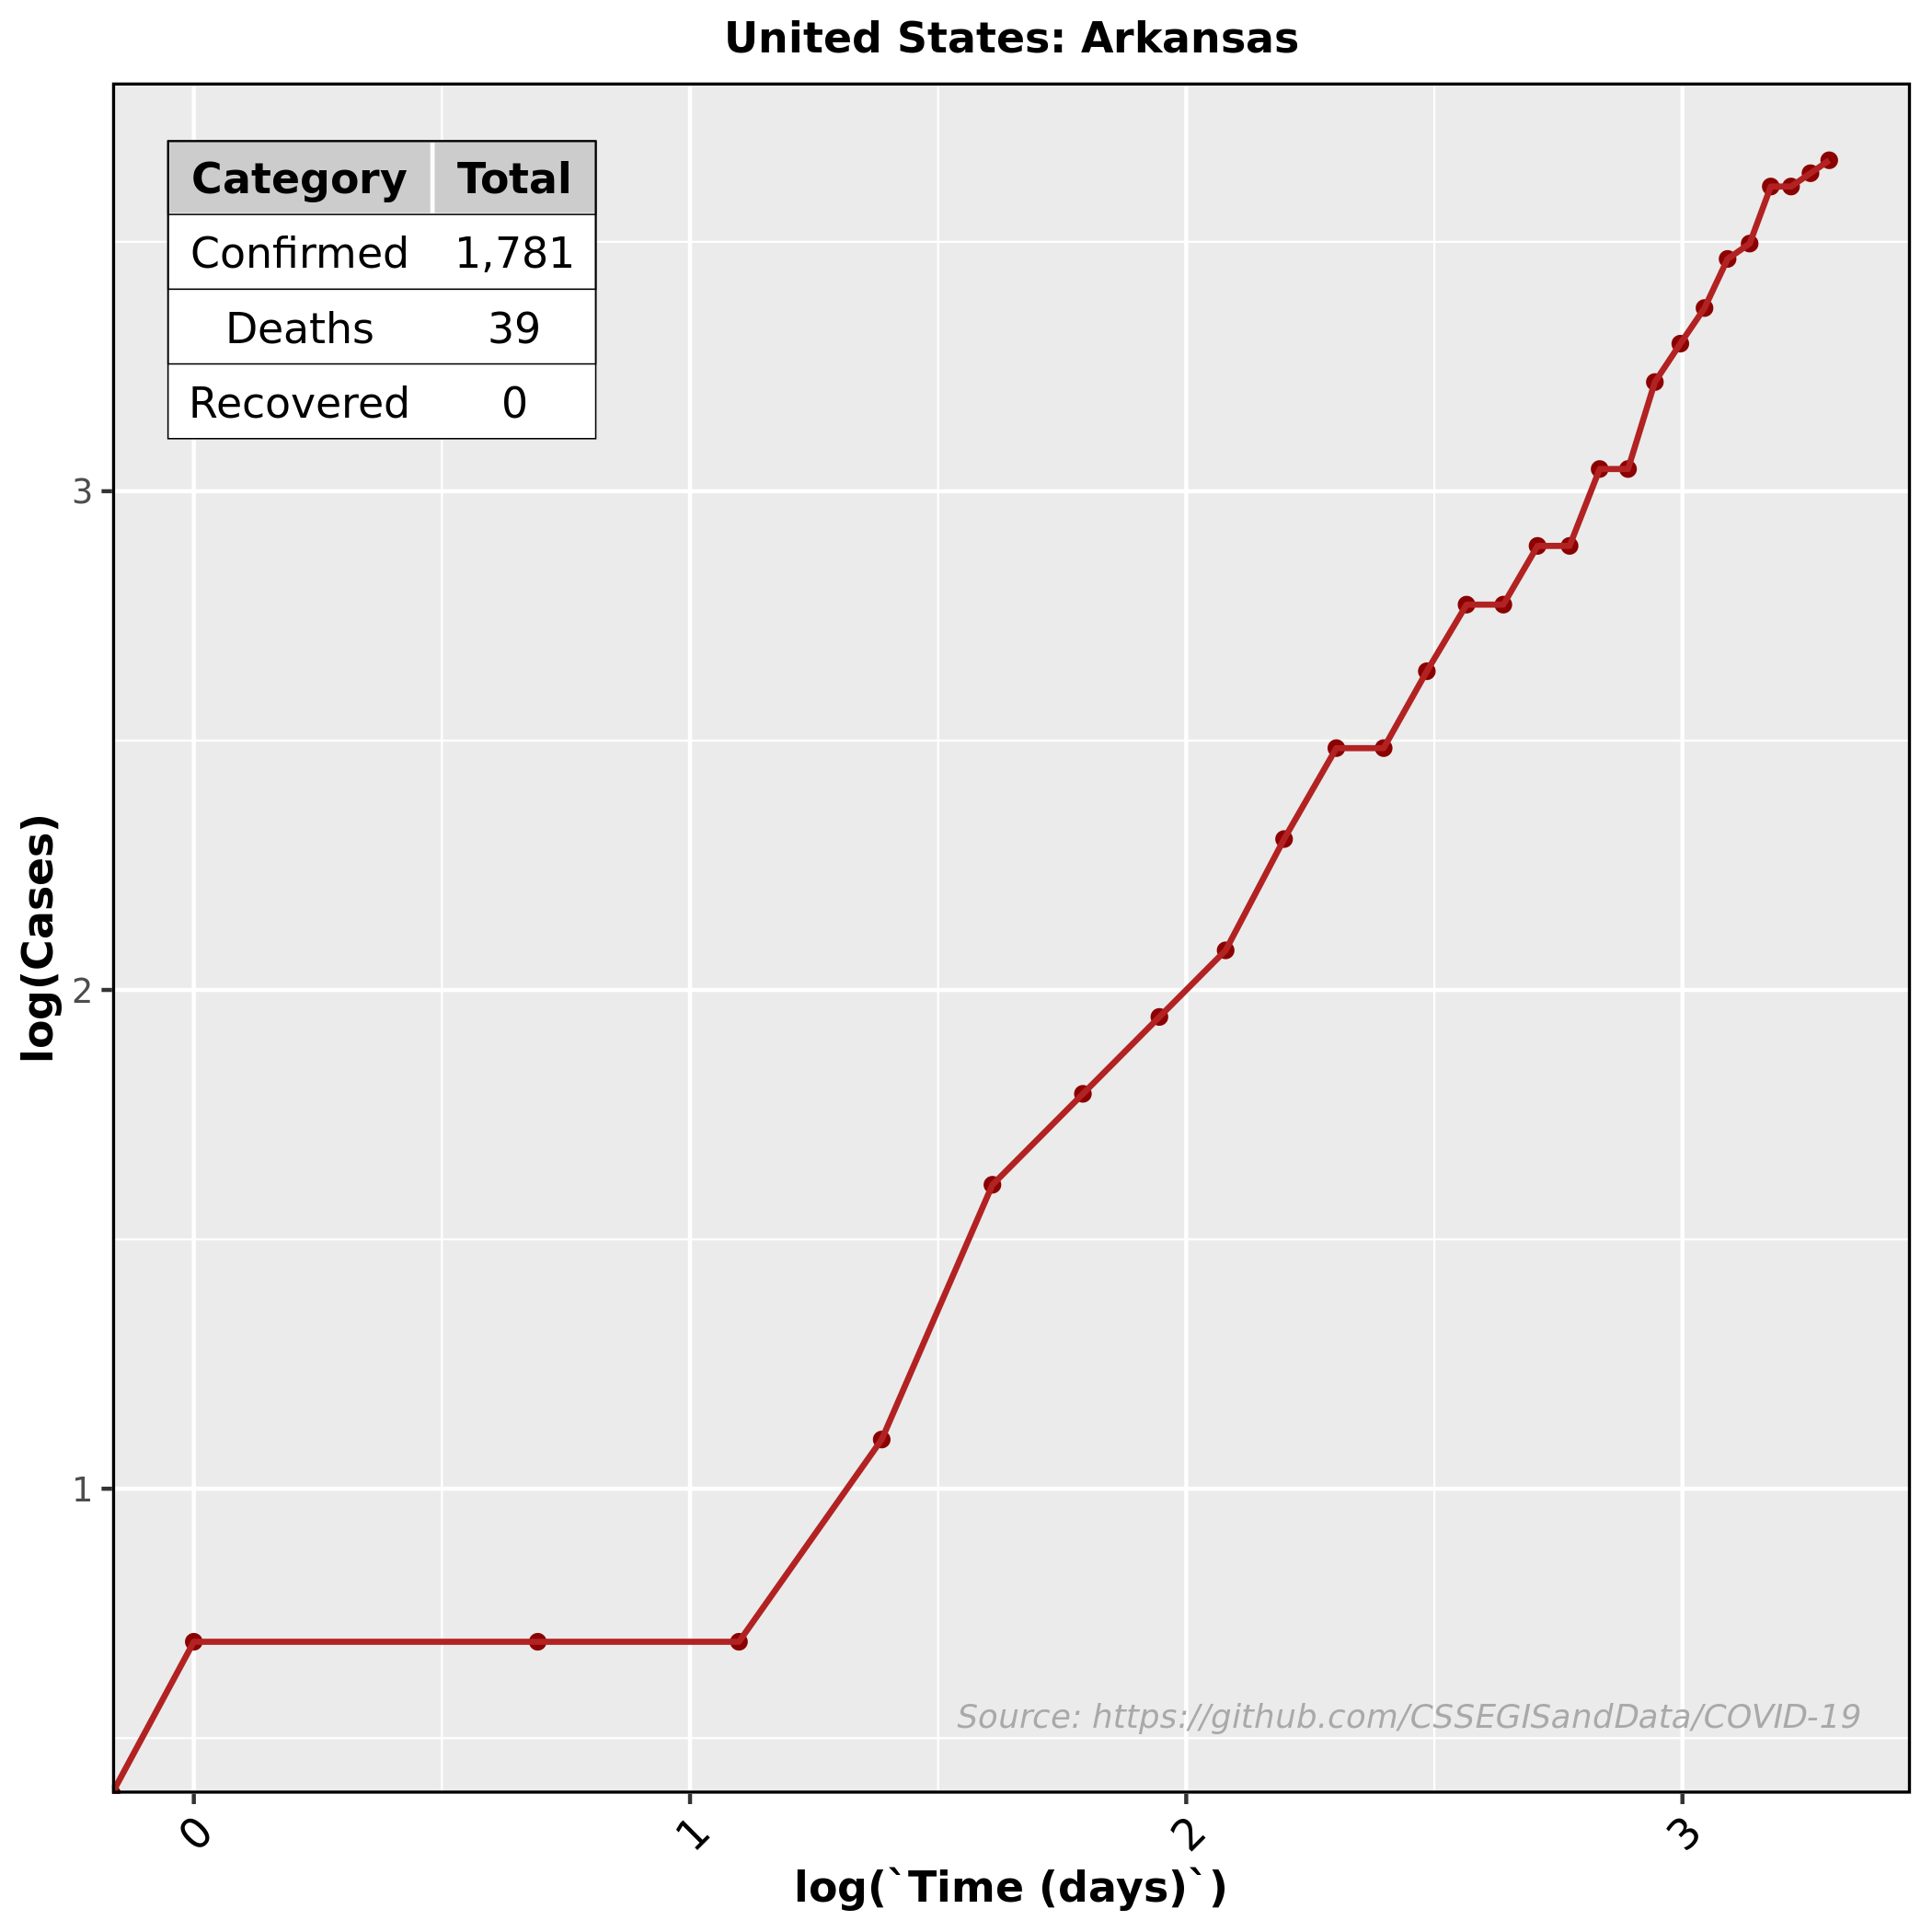 United States: Arkansas
Category Total
Confirmed 1,781
Deaths 39
Recovered 0
3
2
1
log(Cases)
Source: https://github.com/CSSEGISandData/COVID-19
0 1 2 3
log(`Time (days)`)